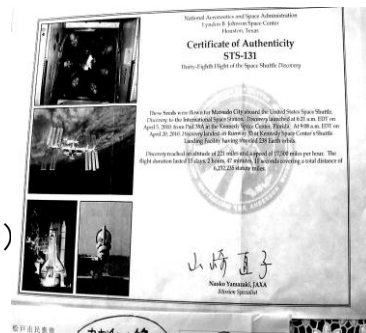 National Aeronautics and Space Administration
Lyndon B. Johnson Space Center
Houston, Texas
Certificate of Authenticity
STS-131
Thirty-Eighth Flight of the Space Shuttle Discovery
These Seeds were flown for Matsudo City aboard the United States Space Shuttle,
Discovery to the International Space Station. Discovery launched at 6:21 a.m. EDT on
April 5, 2010, from Pad 39A in the Kennedy Space Center, Florida. At 9:08 a.m. EDT on
April 20, 2010, Discovery landed on Runway 33 at Kennedy Space Center's Shuttle
Landing Facility having orbited 238 Earth orbits.
Discovery reached an altitude of 221 miles and a speed of 17,500 miles per hour. The
flight duration lasted 15 days, 2 hours, 47 minutes, 10 seconds covering a total distance of
6,232,235 statute miles.
山崎直子
Naoko Yamazaki, JAXA
Mission Specialist